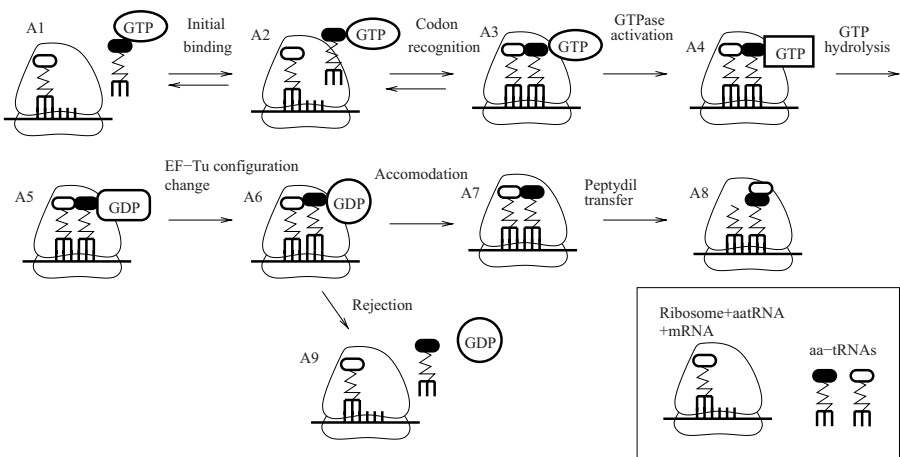 A1
GTP
Initial
binding
A2
GTP
Codon
recognition
A3
GTP
GTPase
activation
A4
GTP
GTP
hydrolysis
A5
GDP
EF−Tu configuration
change
A6
GDP
Accomodation
A7
Peptydil
transfer
A8
Rejection
A9
GDP
Ribosome+aatRNA
+mRNA
aa−tRNAs